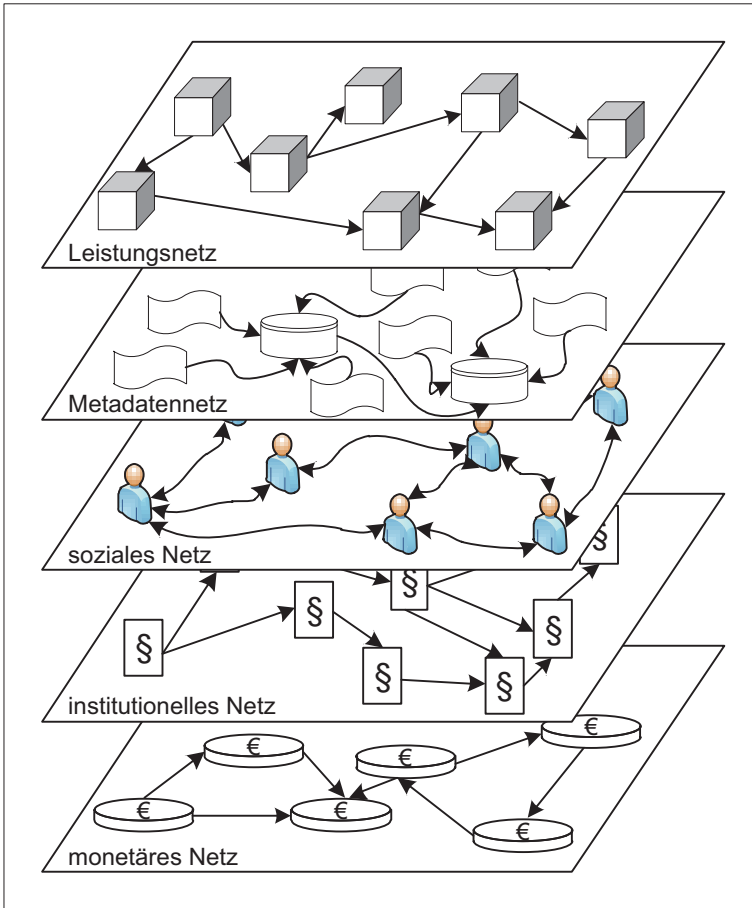 Leistungsnetz
Metadatennetz
soziales Netz
§
§
§
§
§
§
§
institutionelles Netz
€
€
€
€
€
€
monetäres Netz